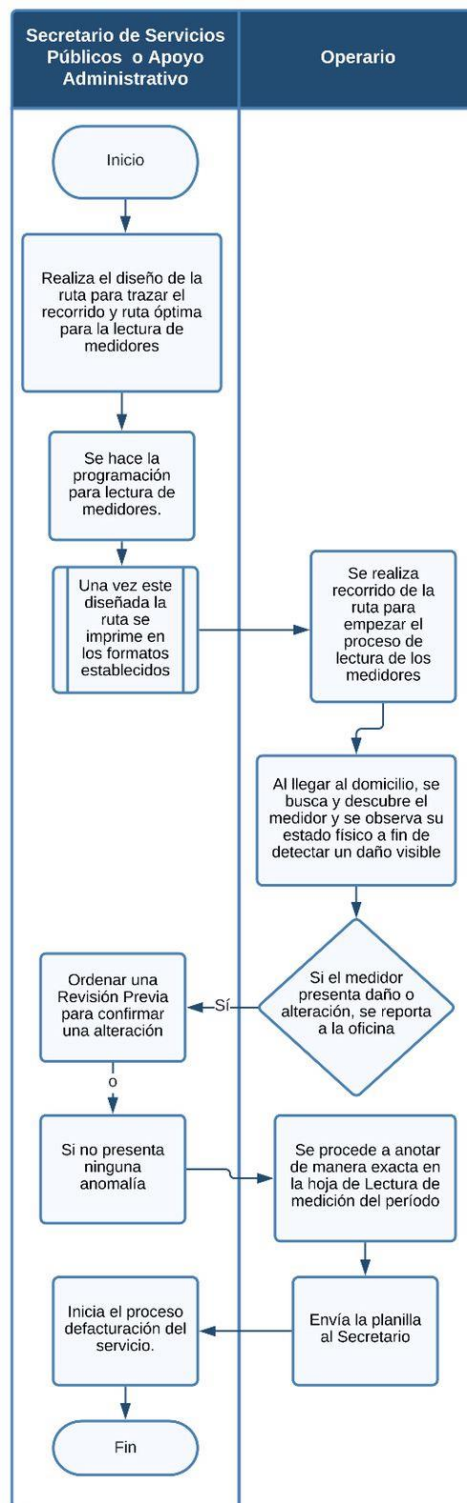 Secretario de Servicios
Públicos o Apoyo
Administrativo
Operario
Inicio
Realiza el diseño de la
ruta para trazar el
recorrido y ruta óptima
para la lectura de
medidores
Se hace la
programación
para lectura de
medidores.
Una vez este
diseñada la
ruta se
imprime en
los formatos
establecidos
Se realiza
recorrido de la
ruta para
empezar el
proceso de
lectura de los
medidores
Al llegar al domicilio, se
busca y descubre el
medidor y se observa su
estado físico a fin de
detectar un daño visible
Si el medidor
presenta daño o
alteración, se reporta
a la oficina
Sí
Ordenar una
Revisión Previa
para confirmar
una alteración
o
Si no presenta
ninguna
anomalía
Se procede a anotar
de manera exacta en
la hoja de Lectura de
medición del período
Envía la planilla
al Secretario
Inicia el proceso
defacturación del
servicio.
Fin